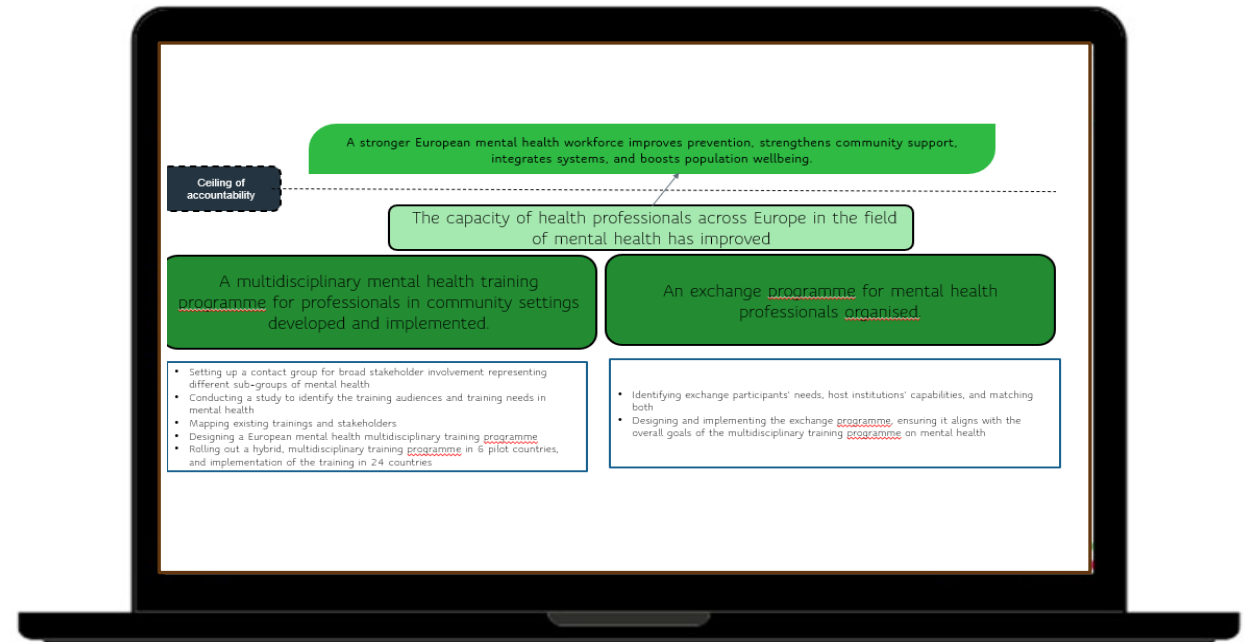 A stronger European mental health workforce improves prevention, strengthens community support,
integrates systems, and boosts population wellbeing.
Ceiling of
accountability
The capacity of health professionals across Europe in the field
of mental health has improved
A multidisciplinary mental health training
programme for professionals in community settings
developed and implemented.
An exchange programme for mental health
professionals organised.
• Setting up a contact group for broad stakeholder involvement representing
different sub-groups of mental health
• Conducting a study to identify the training audiences and training needs in
mental health
• Mapping existing trainings and stakeholders
• Designing a European mental health multidisciplinary training programme
• Rolling out a hybrid, multidisciplinary training programme in 6 pilot countries,
and implementation of the training in 24 countries
• Identifying exchange participants' needs, host institutions' capabilities, and matching
both
• Designing and implementing the exchange programme, ensuring it aligns with the
overall goals of the multidisciplinary training programme on mental health